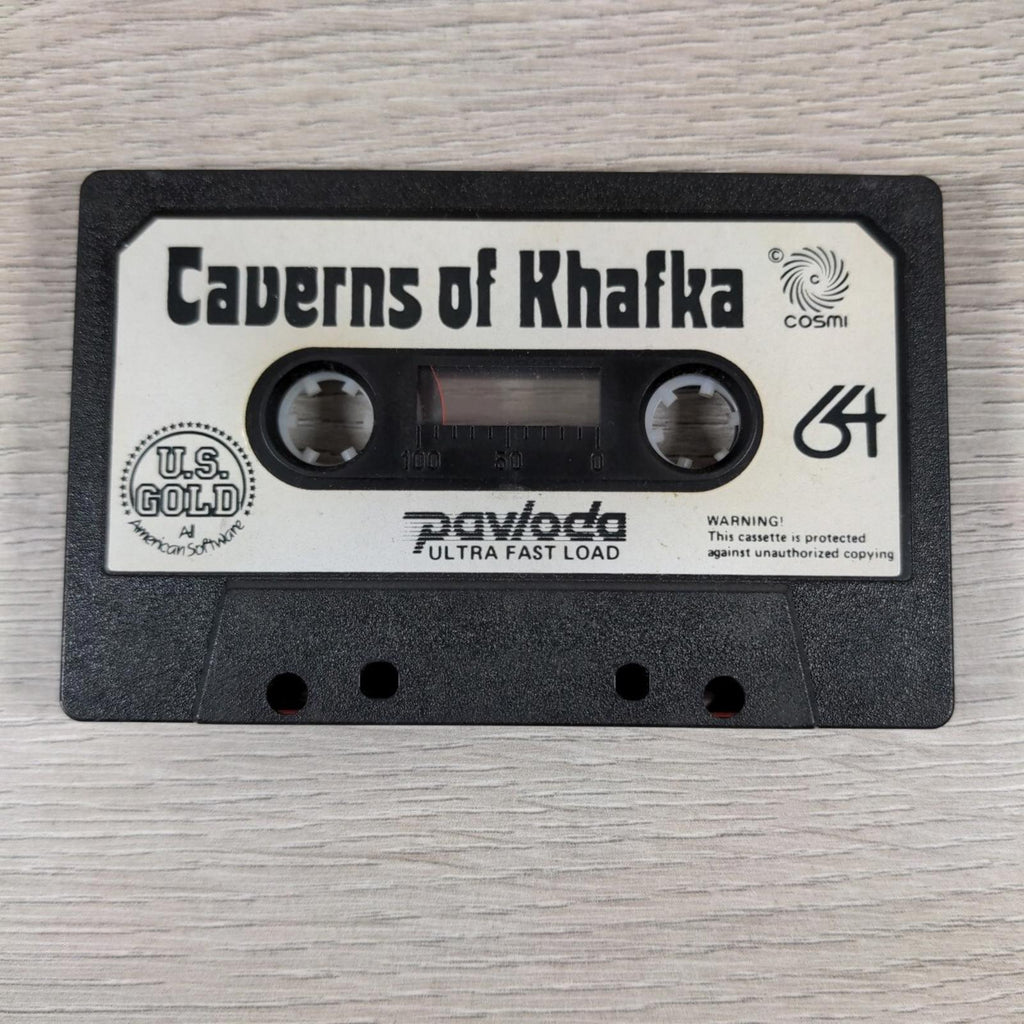 Caverns of Khafka
©
COSMI
64
100 50 0
U.S.
GOLD
All
American Software
pavloda
ULTRA FAST LOAD
WARNING!
This cassette is protected
against unauthorized copying